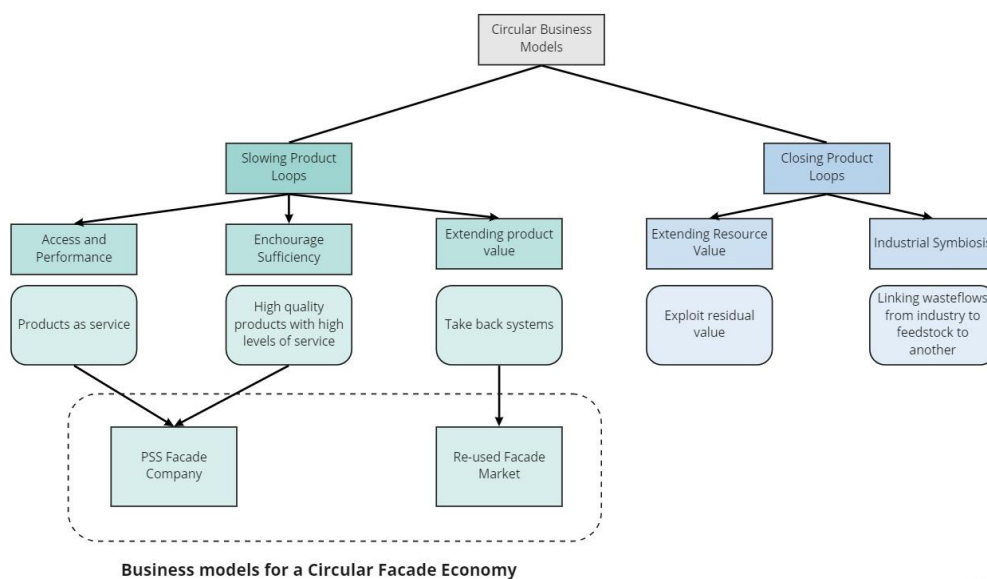 Circular Business
Models
Slowing Product
Loops
Closing Product
Loops
Access and
Performance
Enchourage
Sufficiency
Extending product
value
Extending Resource
Value
Industrial Symbiosis
Products as service
High quality
products with high
levels of service
Take back systems
Exploit residual
value
Linking wasteflows
from industry to
feedstock to
another
PSS Facade
Company
Re-used Facade
Market
Business models for a Circular Facade Economy